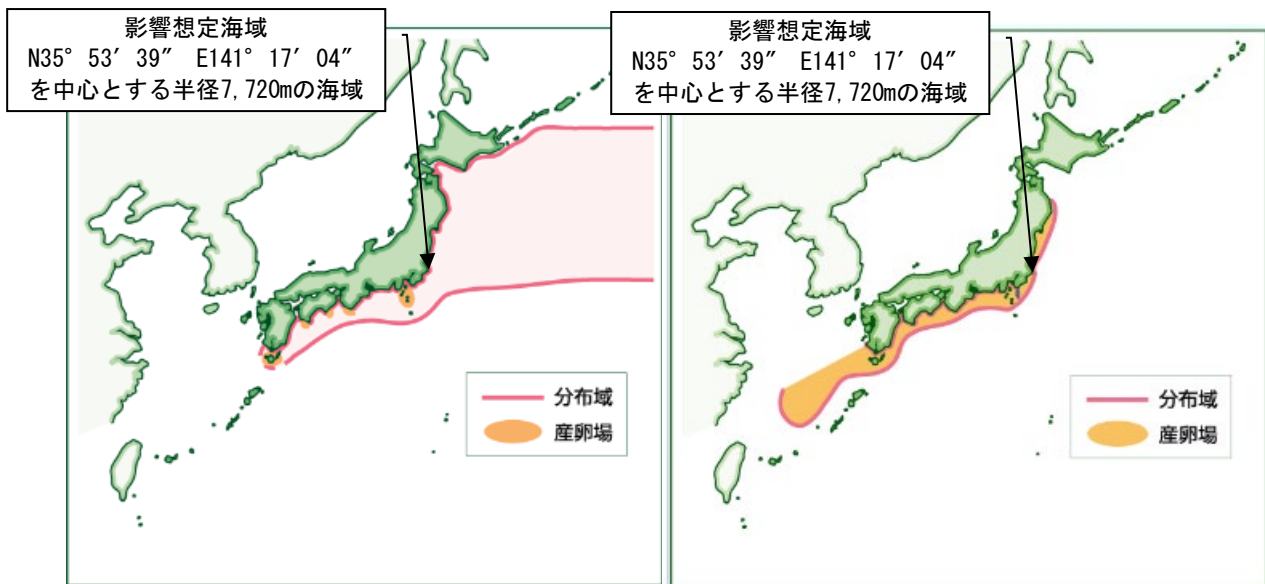 影響想定海域
N35° 53′ 39″ E141° 17′ 04″
を中心とする半径7,720mの海域
影響想定海域
N35° 53′ 39″ E141° 17′ 04″
を中心とする半径7,720mの海域
分布域
産卵場
分布域
産卵場